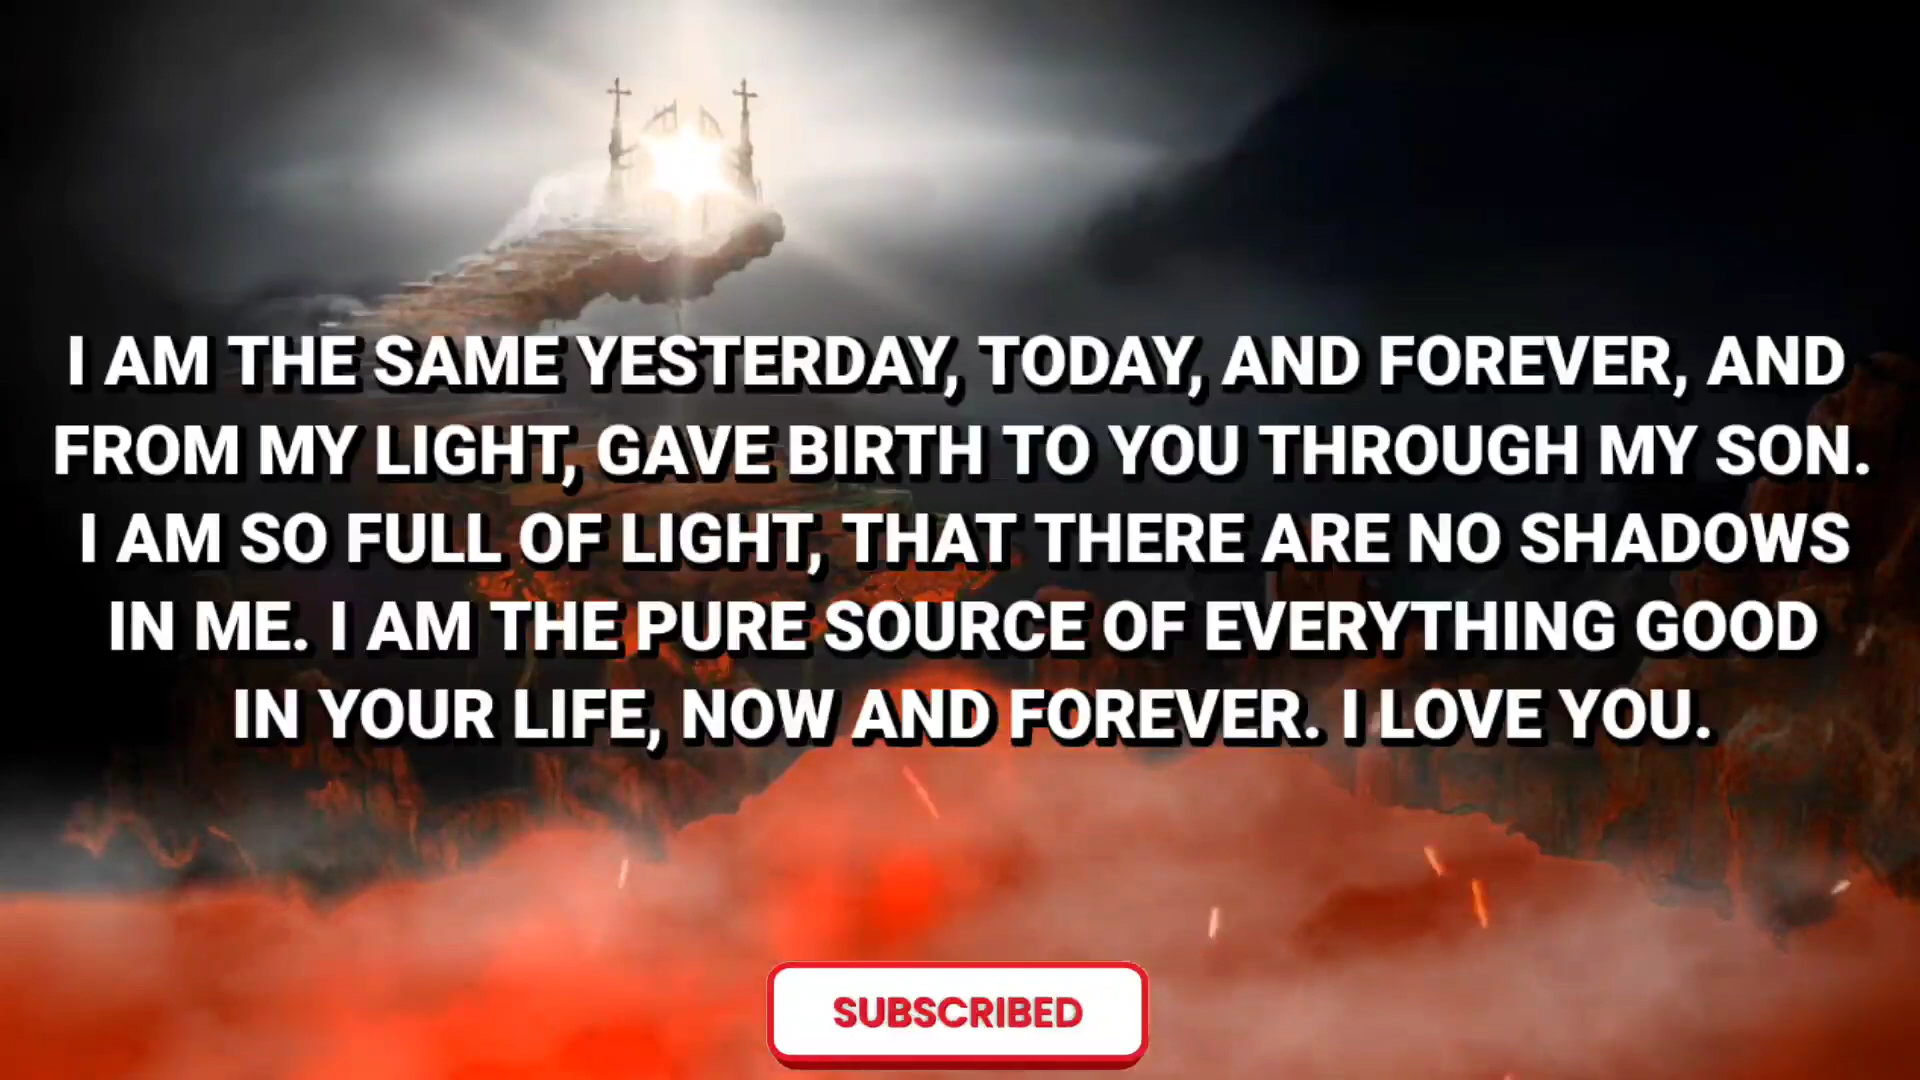 I AM THE SAME YESTERDAY, TODAY, AND FOREVER, AND
FROM MY LIGHT, GAVE BIRTH TO YOU THROUGH MY SON.
I AM SO FULL OF LIGHT, THAT THERE ARE NO SHADOWS
IN ME. I AM THE PURE SOURCE OF EVERYTHING GOOD
IN YOUR LIFE, NOW AND FOREVER. I LOVE YOU.
SUBSCRIBED